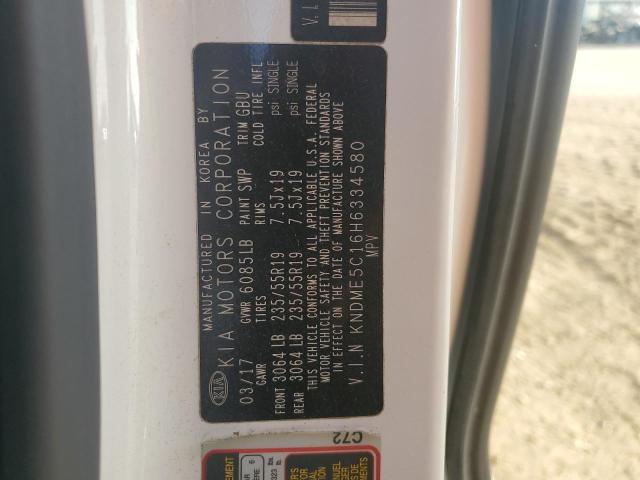 V.I.
MANUFACTURED IN KOREA BY
KIA KIA MOTORS CORPORATION
03/17 GVWR 6085LB PAINT SWP TRIM GBU
GAWR TIRES RIMS COLD TIRE INFL
FRONT 3064 LB 235/55R19 7.5Jx19 psi SINGLE
REAR 3064 LB 235/55R19 7.5Jx19 psi SINGLE
THIS VEHICLE CONFORMS TO ALL APPLICABLE U.S.A. FEDERAL
MOTOR VEHICLE SAFETY AND THEFT PREVENTION STANDARDS
IN EFFECT ON THE DATE OF MANUFACTURE SHOWN ABOVE
V.I.N KNDME5C16H6334580
MPV
C72